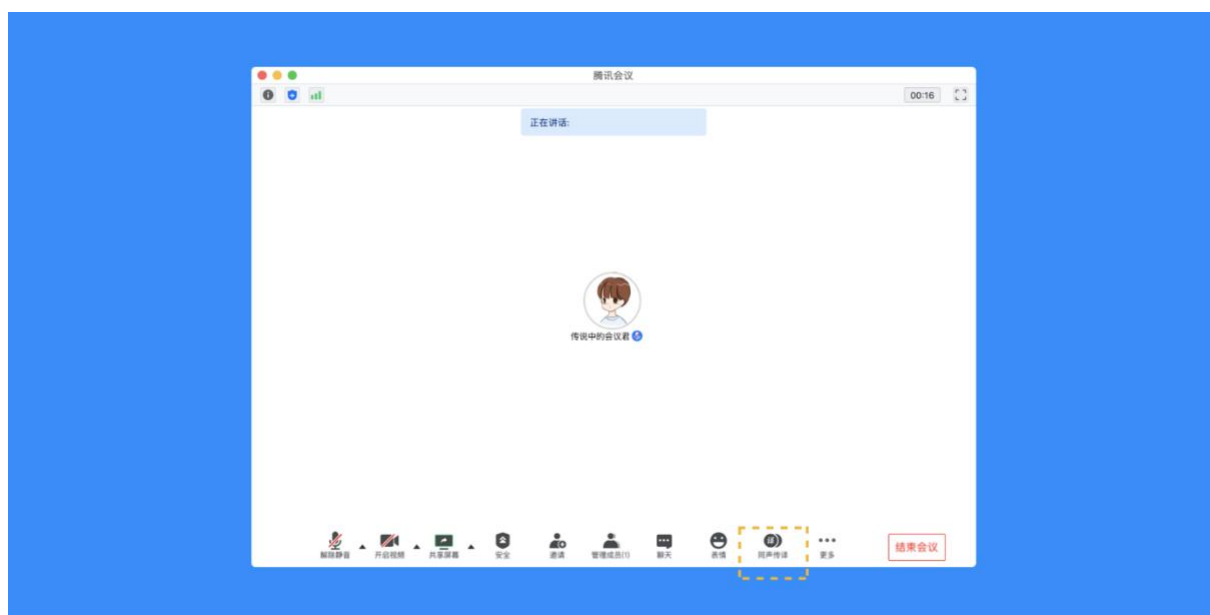 腾讯会议
00:16
正在讲话:
传说中的会议君
解除静音
开启视频
共享屏幕
安全
邀请
管理成员(1)
聊天
表情
同声传译
更多
结束会议